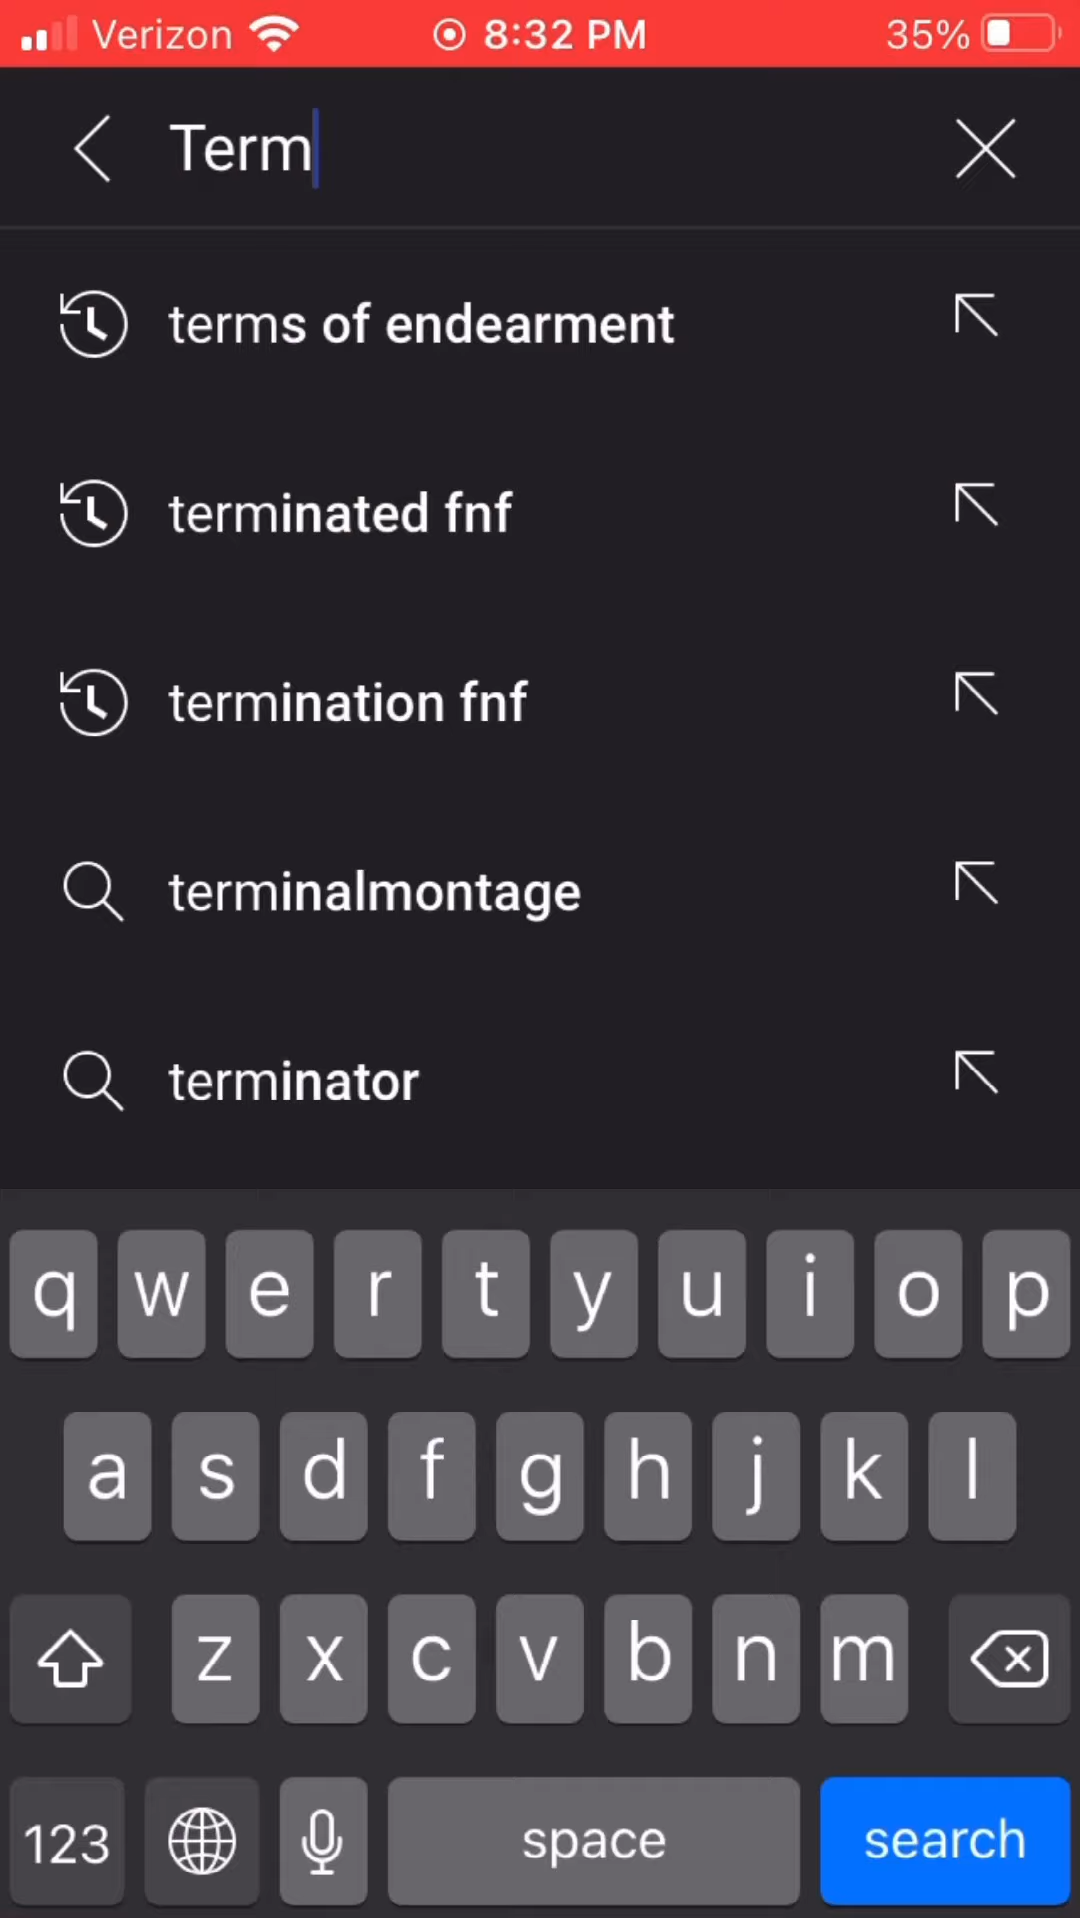 Verizon 8:32 PM 35%
Term
terms of endearment
terminated fnf
termination fnf
terminalmontage
terminator
q w e r t y u i o p
a s d f g h j k l
z x c v b n m
123 space search